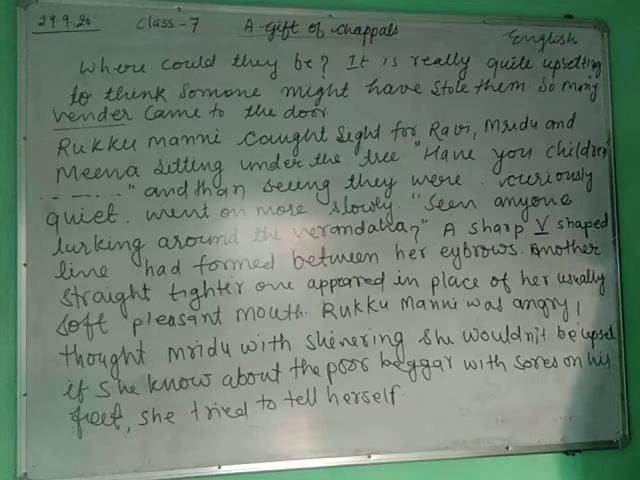 29.9.20 Class-7 A gift of chappals English
Where could they be? It is really quite upsetting
to think Somone might have stole them. So many
vender Came to the door.
Rukku manni Caught Sight for Ravi, Mridu and
Meena sitting under the tree "Have you children
......." and than seeing they were . curiously
quiet. went on more slowly. "Seen anyone
lurking around the verandaha?" A sharp V shaped
line had formed between her eybrows. Another
straight tighter one appeared in place of her usually
soft pleasant mouth. Rukku Manni was angry,
thought mridu with shivering She wouldn't be upset
if She know about the poor beggar with sores on his
feet, she tried to tell herself.